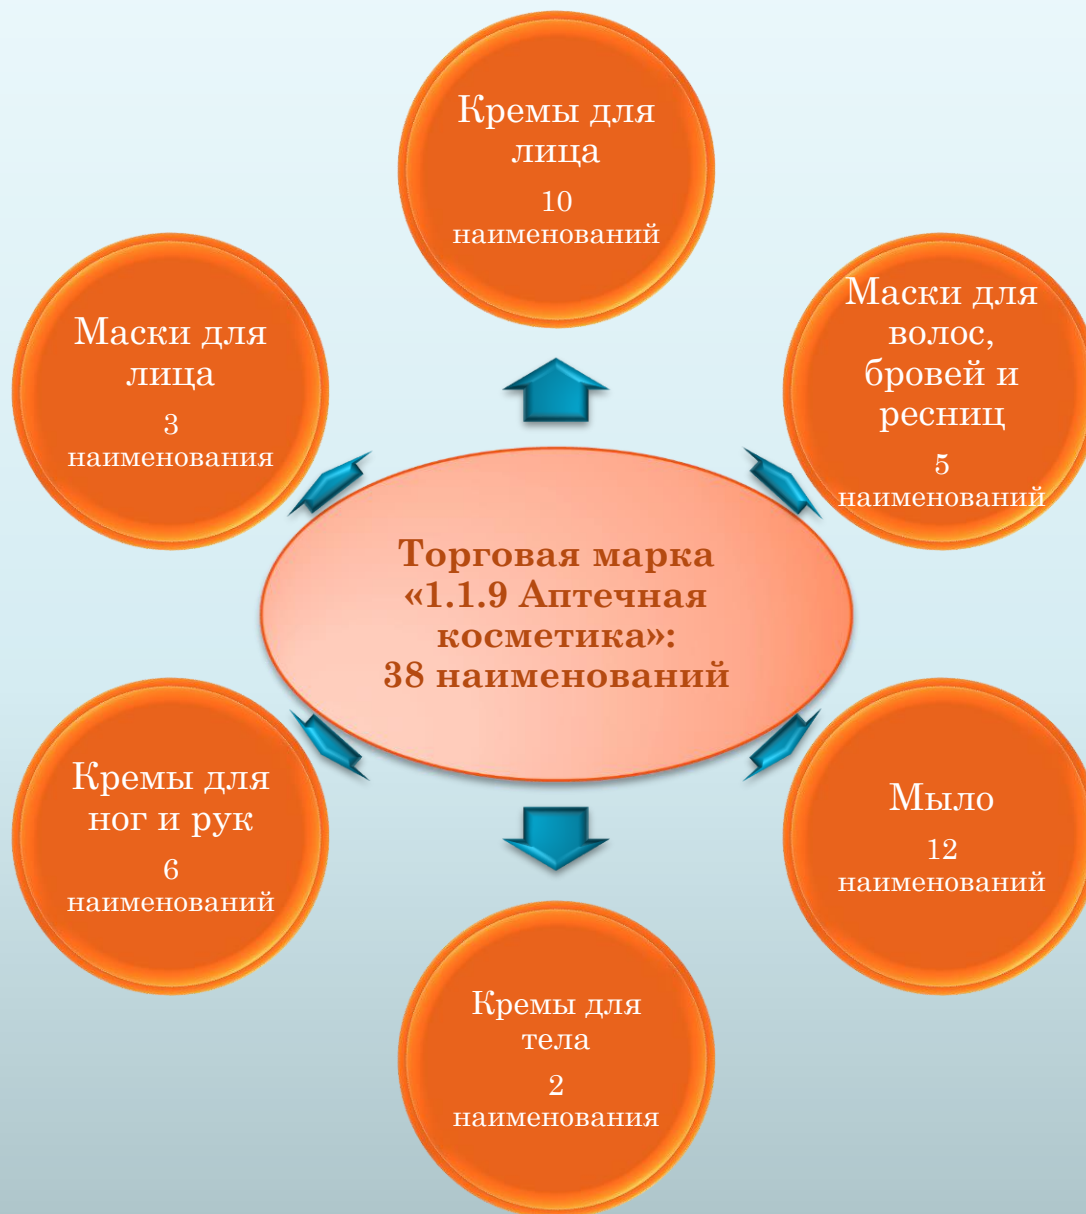 Кремы для
лица
10
наименований
Маски для
волос,
бровей и
ресниц
5
наименований
Маски для
лица
3
наименования
Торговая марка
«1.1.9 Аптечная
косметика»:
38 наименований
Кремы для
ног и рук
6
наименований
Мыло
12
наименований
Кремы для
тела
2
наименования